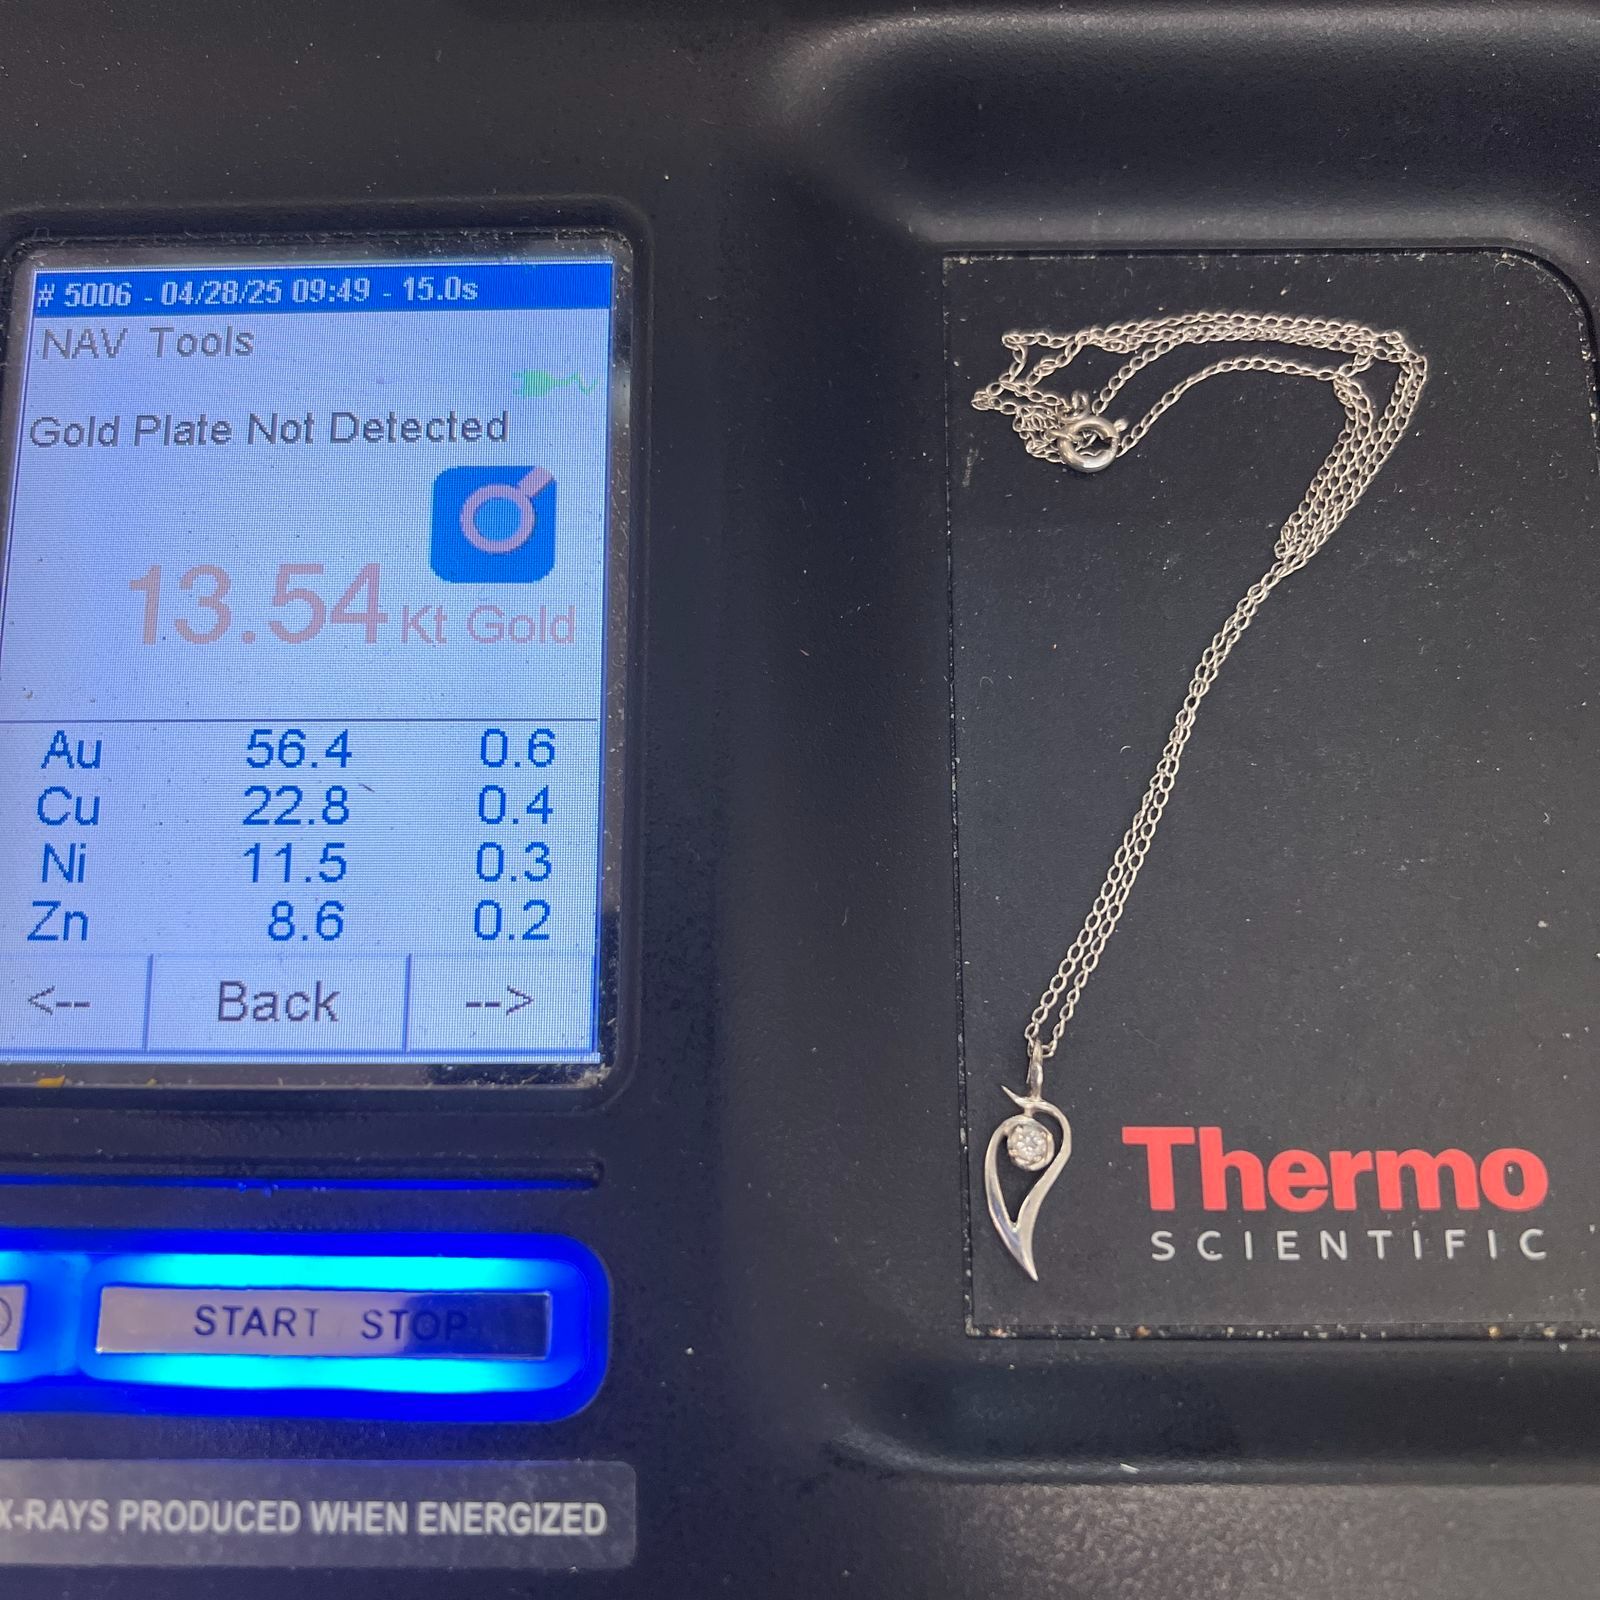 # 5006 - 04/28/25 09:49 - 15.0s
NAV Tools
Gold Plate Not Detected
13.54 Kt Gold
Au 56.4 0.6
Cu 22.8 0.4
Ni 11.5 0.3
Zn 8.6 0.2
<-- Back -->
START STOP
X-RAYS PRODUCED WHEN ENERGIZED
Thermo
SCIENTIFIC